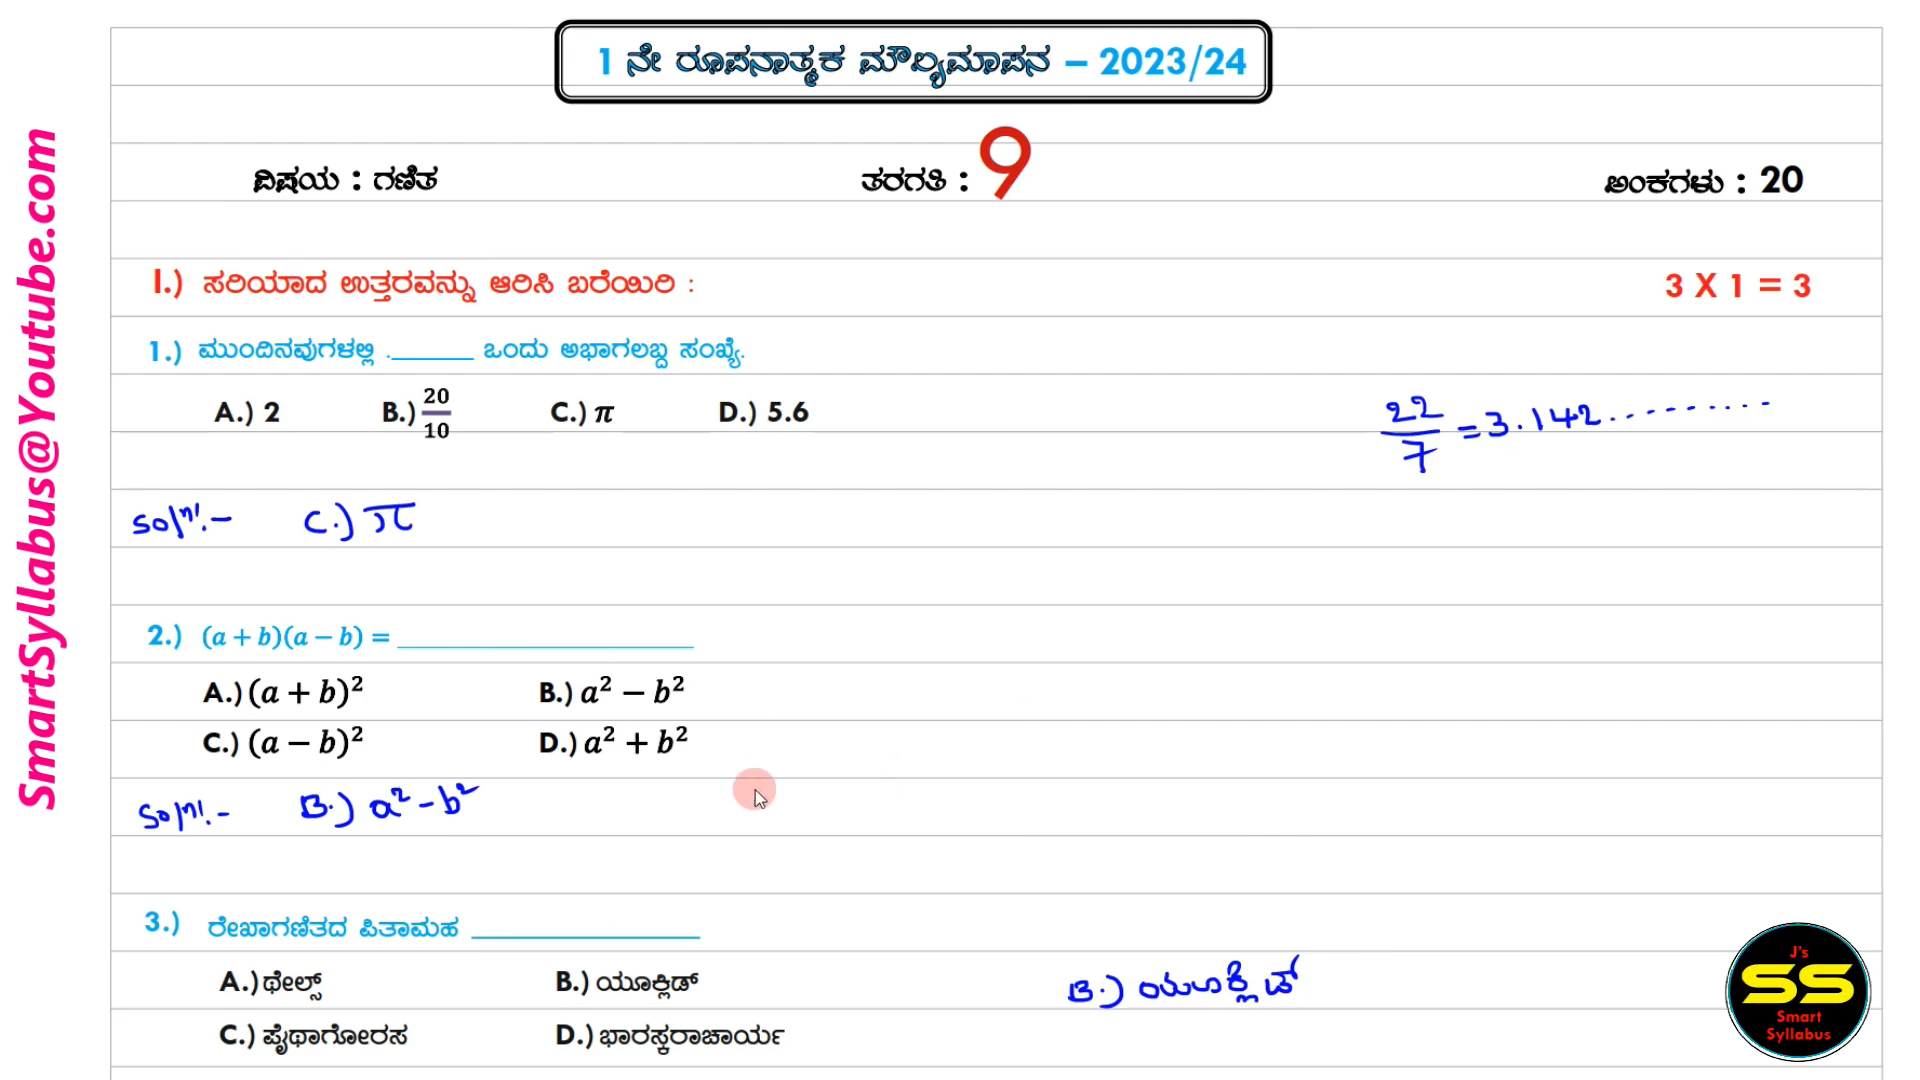 1 ನೇ ರೂಪನಾತ್ಮಕ ಮೌಲ್ಯಮಾಪನ – 2023/24
ವಿಷಯ : ಗಣಿತ ತರಗತಿ : 9 ಅಂಕಗಳು : 20
I.) ಸರಿಯಾದ ಉತ್ತರವನ್ನು ಆರಿಸಿ ಬರೆಯಿರಿ : 3 X 1 = 3
1.) ಮುಂದಿನವುಗಳಲ್ಲಿ .______ ಒಂದು ಅಭಾಗಲಬ್ದ سಂಖ್ಯೆ.
A.) 2 B.) 20/10 C.) π D.) 5.6
22/7 = 3.142..........
Soln:- C.) π
2.) (a + b)(a − b) = ______________________
A.) (a + b)² B.) a² − b²
C.) (a − b)² D.) a² + b²
Soln:- B.) a² - b²
3.) ರೇಖಾಗಣಿತದ ಪಿತಾಮಹ _________________
A.) ಥೇಲ್ಸ್ B.) ಯೂಕ್ಲಿಡ್ B.) ಯೂಕ್ಲಿಡ್
C.) ಪೈಥಾಗೋರಸ D.) ಭಾರಸ್ಕರಾಚಾರ್ಯ
SmartSyllabus@Youtube.com
J's
SS
Smart
Syllabus